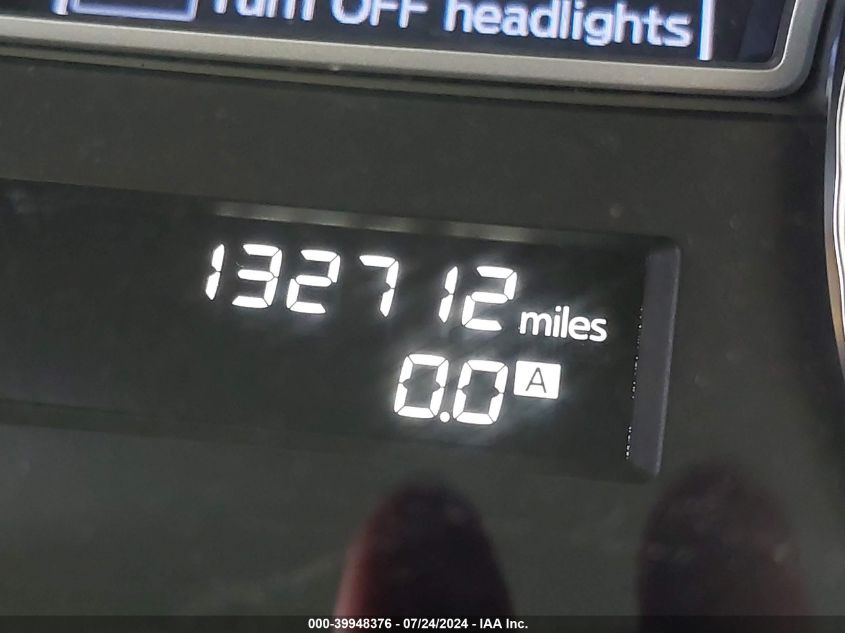 Turn OFF headlights
132712 miles
0.0 A
000-39948376 - 07/24/2024 - IAA Inc.